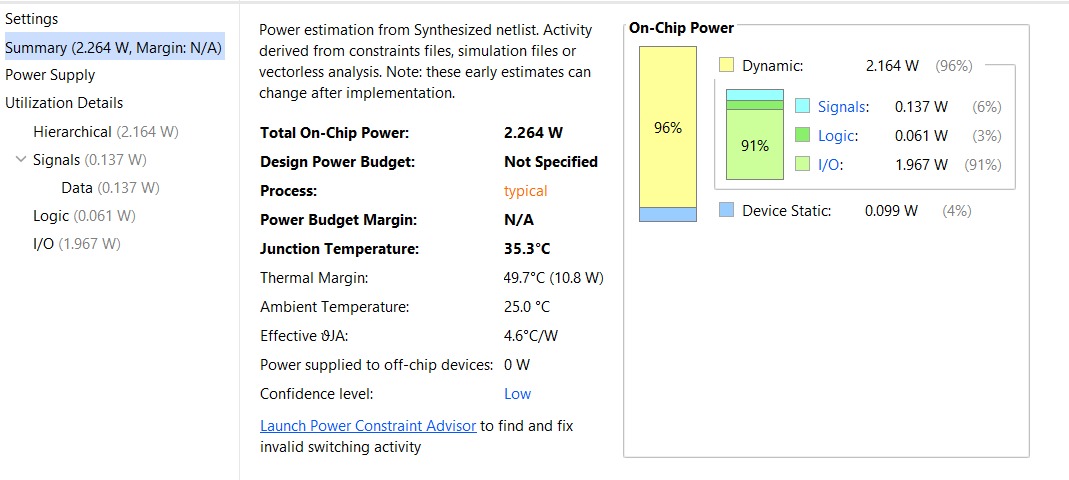 Settings
Summary (2.264 W, Margin: N/A)
Power Supply
Utilization Details
Hierarchical (2.164 W)
Signals (0.137 W)
Data (0.137 W)
Logic (0.061 W)
I/O (1.967 W)
Power estimation from Synthesized netlist. Activity
derived from constraints files, simulation files or
vectorless analysis. Note: these early estimates can
change after implementation.
Total On-Chip Power: 2.264 W
Design Power Budget: Not Specified
Process: typical
Power Budget Margin: N/A
Junction Temperature: 35.3°C
Thermal Margin: 49.7°C (10.8 W)
Ambient Temperature: 25.0 °C
Effective ϑJA: 4.6°C/W
Power supplied to off-chip devices: 0 W
Confidence level: Low
Launch Power Constraint Advisor to find and fix
invalid switching activity
On-Chip Power
96%
Dynamic: 2.164 W (96%)
91%
Signals: 0.137 W (6%)
Logic: 0.061 W (3%)
I/O: 1.967 W (91%)
Device Static: 0.099 W (4%)